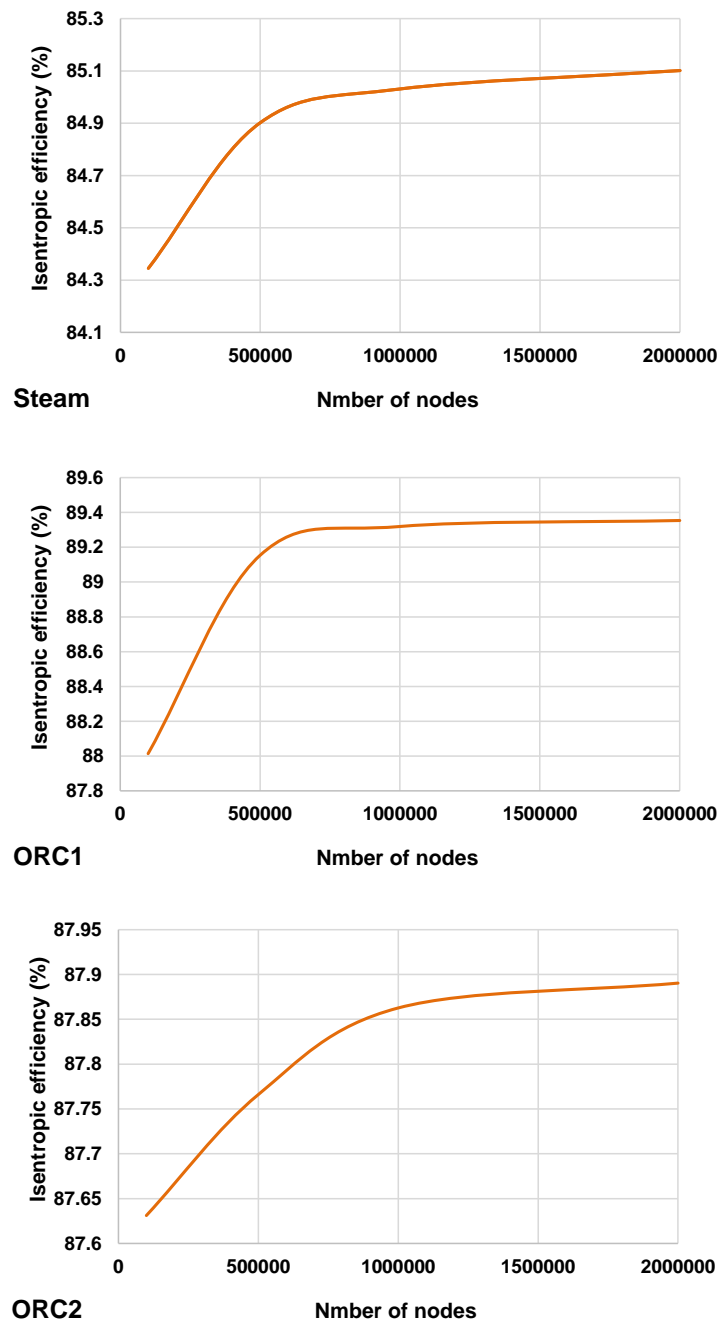 85.3
85.1
84.9
84.7
84.5
84.3
84.1
Isentropic efficiency (%)
0 500000 1000000 1500000 2000000
Steam Nmber of nodes
89.6
89.4
89.2
89
88.8
88.6
88.4
88.2
88
87.8
Isentropic efficiency (%)
0 500000 1000000 1500000 2000000
ORC1 Nmber of nodes
87.95
87.9
87.85
87.8
87.75
87.7
87.65
87.6
Isentropic efficiency (%)
0 500000 1000000 1500000 2000000
ORC2 Nmber of nodes